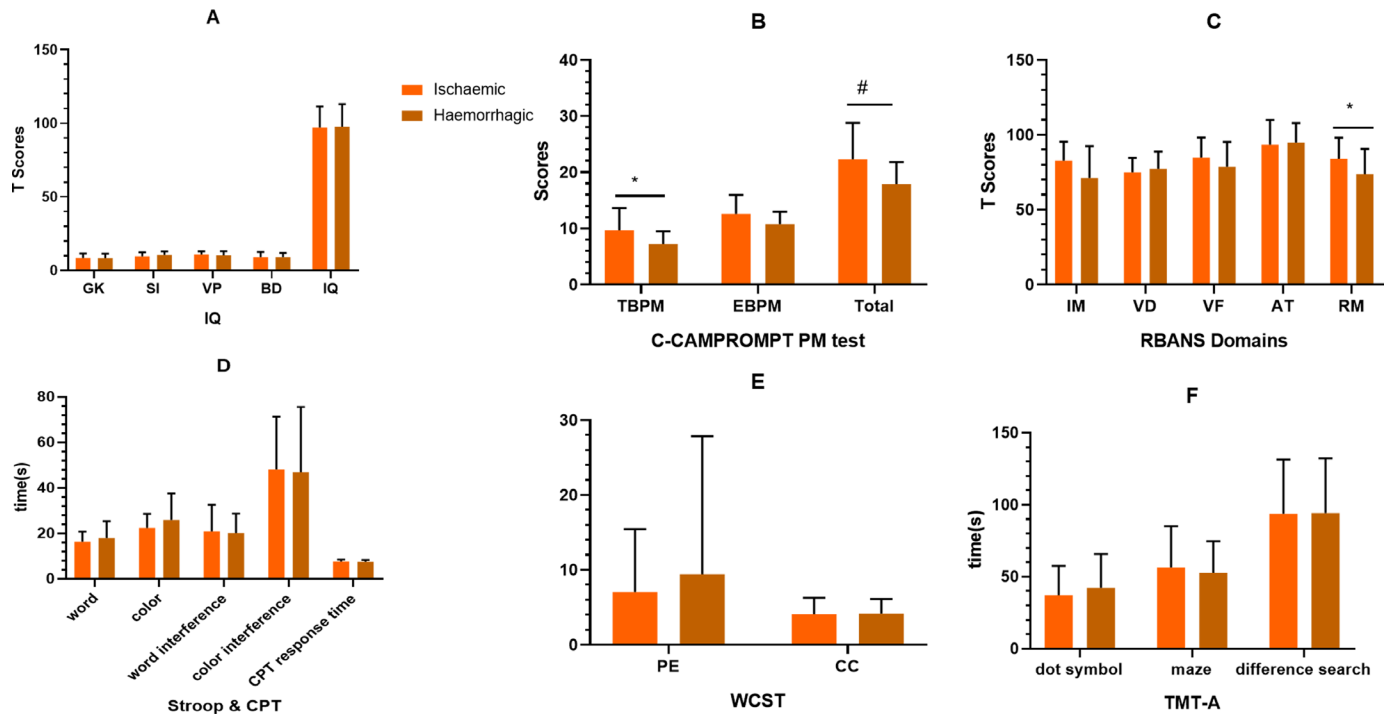 A
150
100
50
0
T Scores
GK SI VP BD IQ
IQ
Ischaemic
Haemorrhagic
B
40
30
20
10
0
Scores
*
#
TBPM EBPM Total
C-CAMPROMPT PM test
C
150
100
50
0
T Scores
*
IM VD VF AT RM
RBANS Domains
D
80
60
40
20
0
time(s)
word
color
word interference
color interference
CPT response time
Stroop & CPT
E
30
20
10
0
PE CC
WCST
F
150
100
50
0
time(s)
dot symbol maze difference search
TMT-A